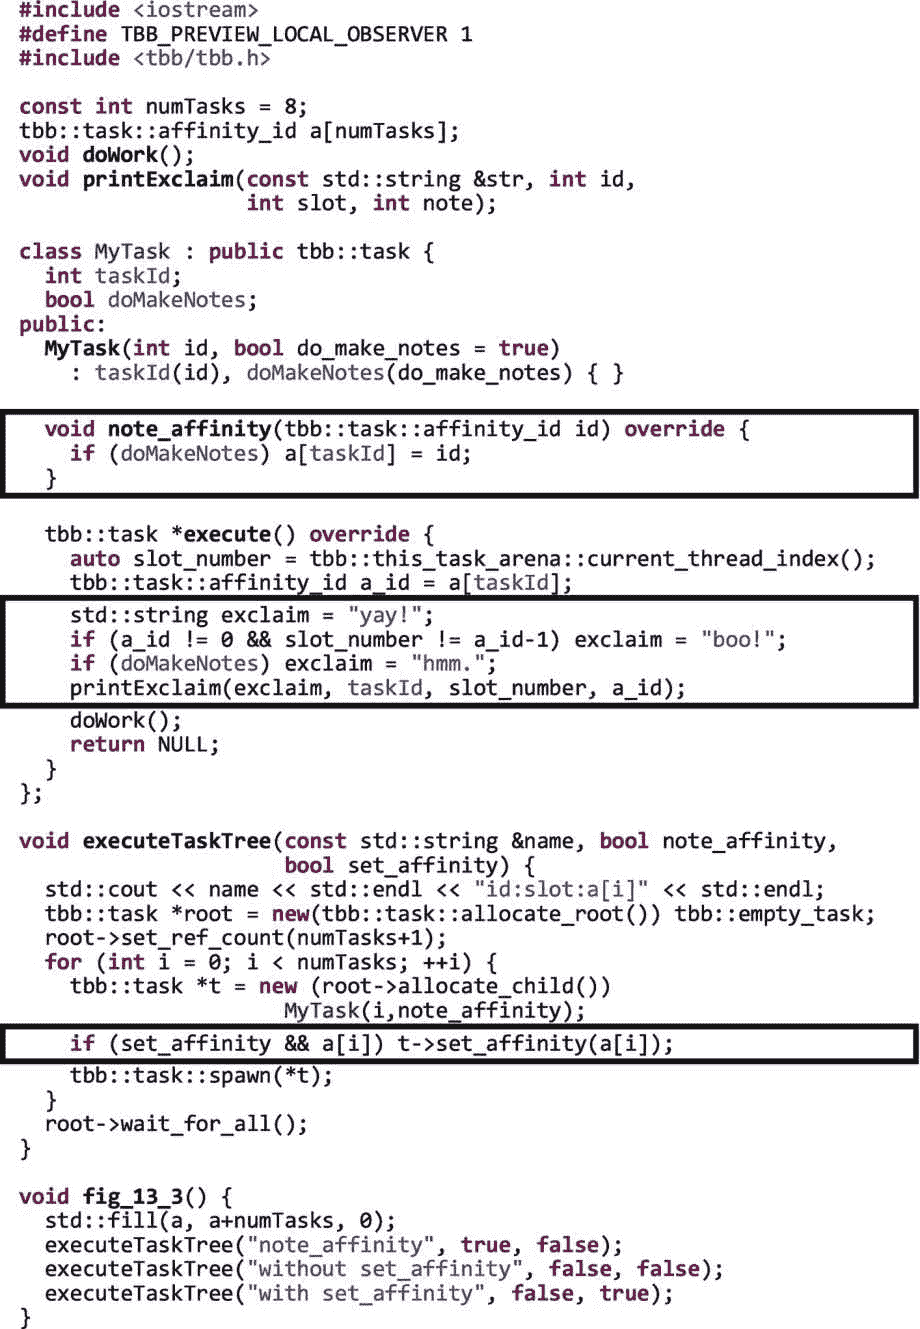 #include <iostream>
#define TBB_PREVIEW_LOCAL_OBSERVER 1
#include <tbb/tbb.h>

const int numTasks = 8;
tbb::task::affinity_id a[numTasks];
void doWork();
void printExclaim(const std::string &str, int id,
                  int slot, int note);

class MyTask : public tbb::task {
  int taskId;
  bool doMakeNotes;
public:
  MyTask(int id, bool do_make_notes = true)
    : taskId(id), doMakeNotes(do_make_notes) { }

  void note_affinity(tbb::task::affinity_id id) override {
    if (doMakeNotes) a[taskId] = id;
  }

  tbb::task *execute() override {
    auto slot_number = tbb::this_task_arena::current_thread_index();
    tbb::task::affinity_id a_id = a[taskId];
    std::string exclaim = "yay!";
    if (a_id != 0 && slot_number != a_id-1) exclaim = "boo!";
    if (doMakeNotes) exclaim = "hmm.";
    printExclaim(exclaim, taskId, slot_number, a_id);
    doWork();
    return NULL;
  }
};

void executeTaskTree(const std::string &name, bool note_affinity,
                     bool set_affinity) {
  std::cout << name << std::endl << "id:slot:a[i]" << std::endl;
  tbb::task *root = new(tbb::task::allocate_root()) tbb::empty_task;
  root->set_ref_count(numTasks+1);
  for (int i = 0; i < numTasks; ++i) {
    tbb::task *t = new (root->allocate_child())
                     MyTask(i,note_affinity);
    if (set_affinity && a[i]) t->set_affinity(a[i]);
    tbb::task::spawn(*t);
  }
  root->wait_for_all();
}

void fig_13_3() {
  std::fill(a, a+numTasks, 0);
  executeTaskTree("note_affinity", true, false);
  executeTaskTree("without set_affinity", false, false);
  executeTaskTree("with set_affinity", false, true);
}